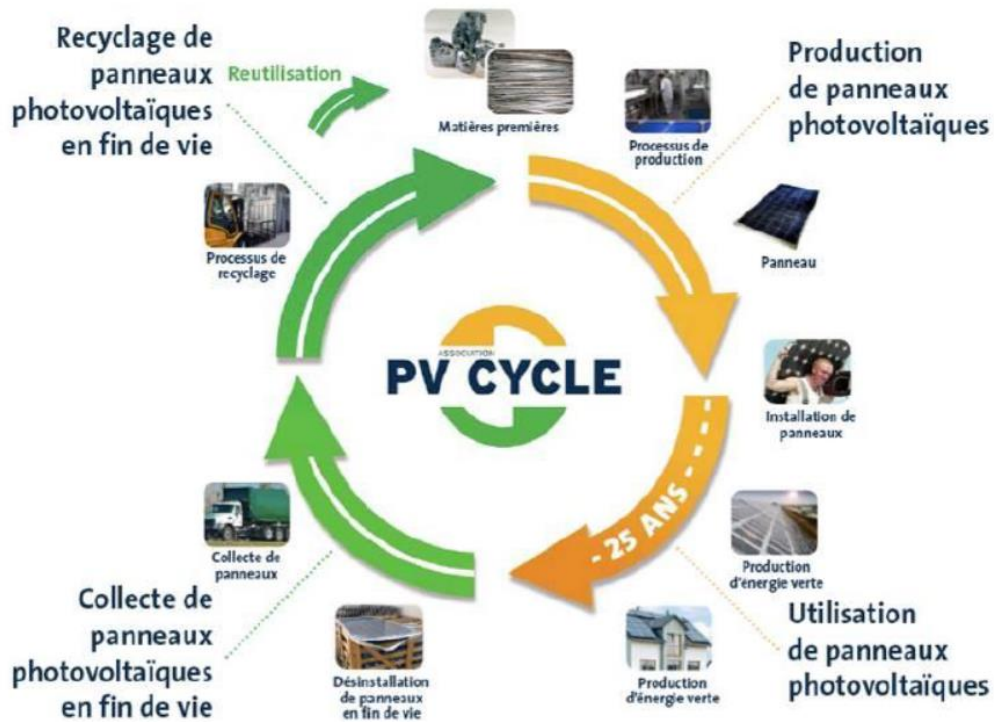 Recyclage de
panneaux
photovoltaïques
en fin de vie
Reutilisation
Matières premières
Processus de
production
Production
de panneaux
photovoltaïques
Panneau
Processus de
recyclage
ASSOCIATION
PV CYCLE
Installation de
panneaux
- 25 ANS -
Collecte de
panneaux
Production
d'énergie verte
Collecte de
panneaux
photovoltaïques
en fin de vie
Désinstallation
de panneaux
en fin de vie
Production
d'énergie verte
Utilisation
de panneaux
photovoltaïques